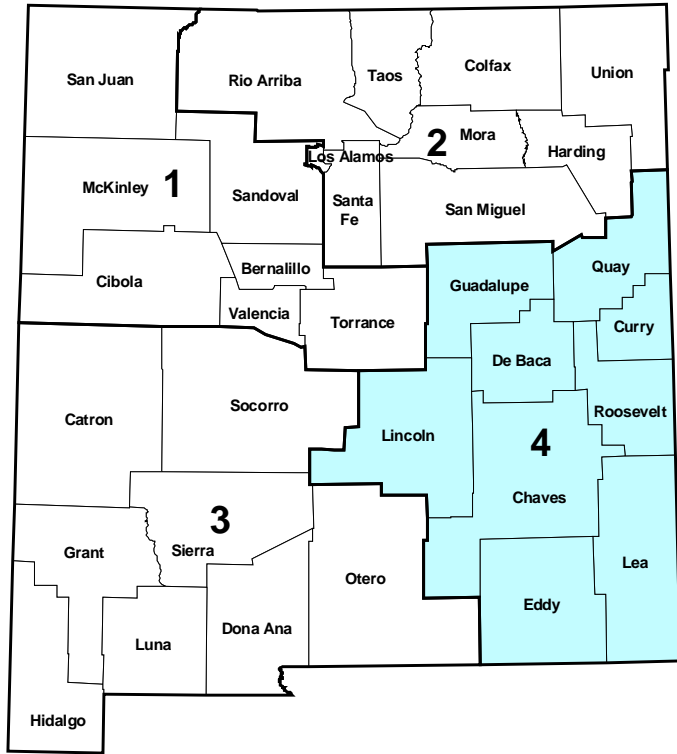 San Juan
Rio Arriba
Taos
Colfax
Union
McKinley
1
Sandoval
Los Alamos
2
Mora
Harding
Santa
Fe
San Miguel
Cibola
Bernalillo
Valencia
Torrance
Guadalupe
Quay
Curry
De Baca
Roosevelt
Catron
Socorro
Lincoln
4
Chaves
3
Sierra
Grant
Otero
Lea
Eddy
Dona Ana
Luna
Hidalgo